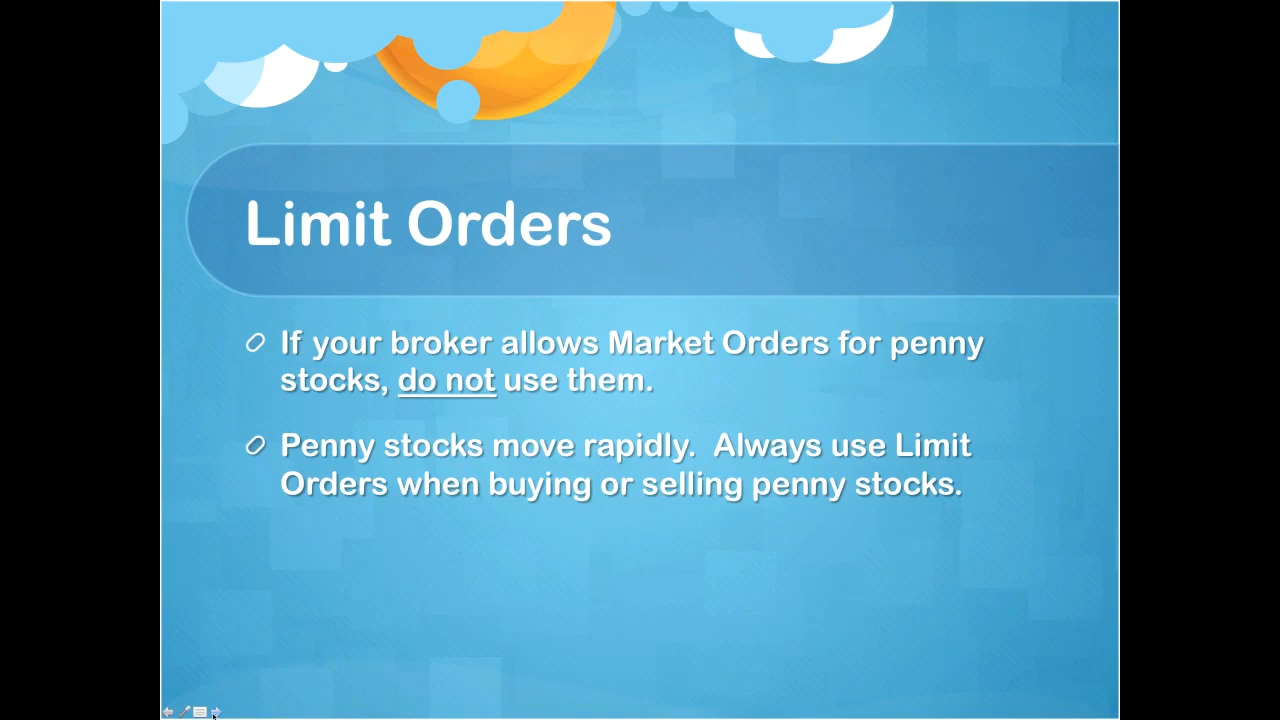 Limit Orders
If your broker allows Market Orders for penny
stocks, do not use them.
Penny stocks move rapidly.  Always use Limit
Orders when buying or selling penny stocks.